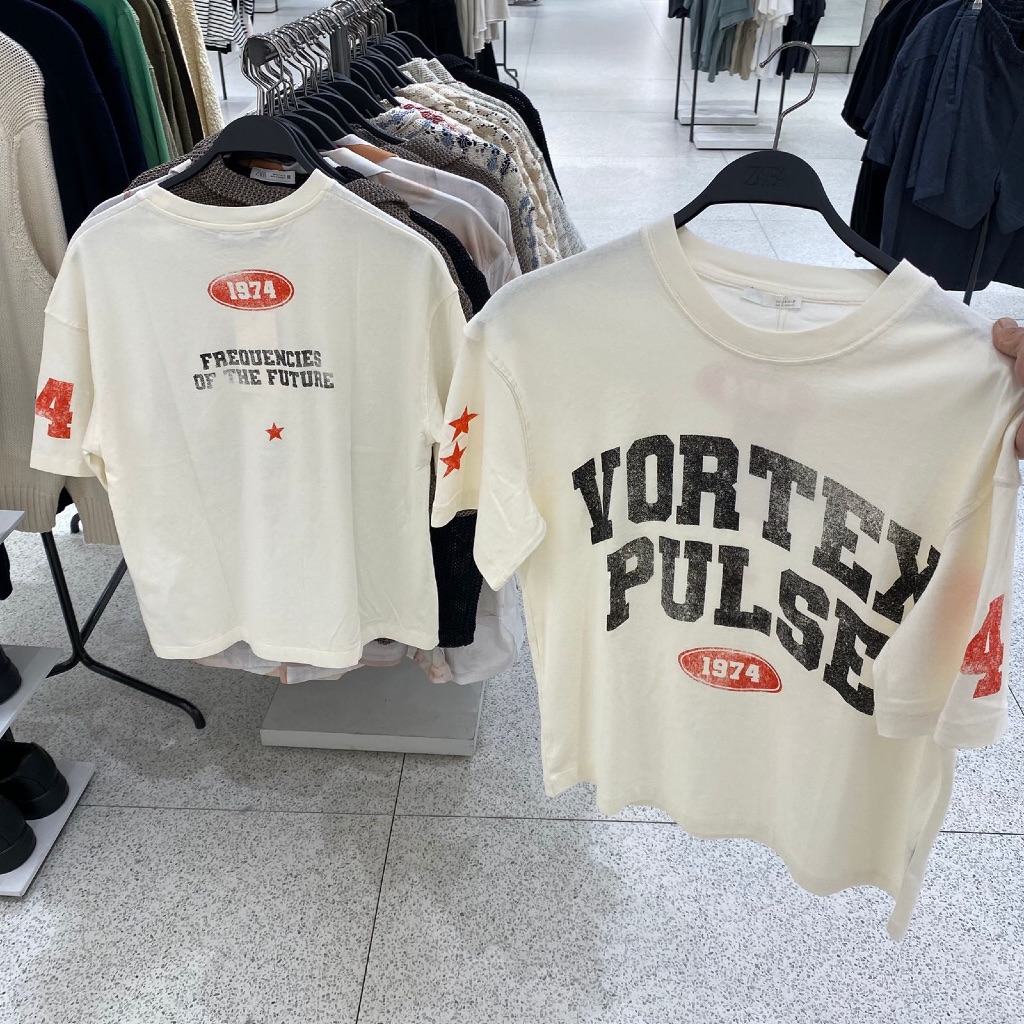 1974
FREQUENCIES
OF THE FUTURE
4
VORTEX
PULSE
1974
4